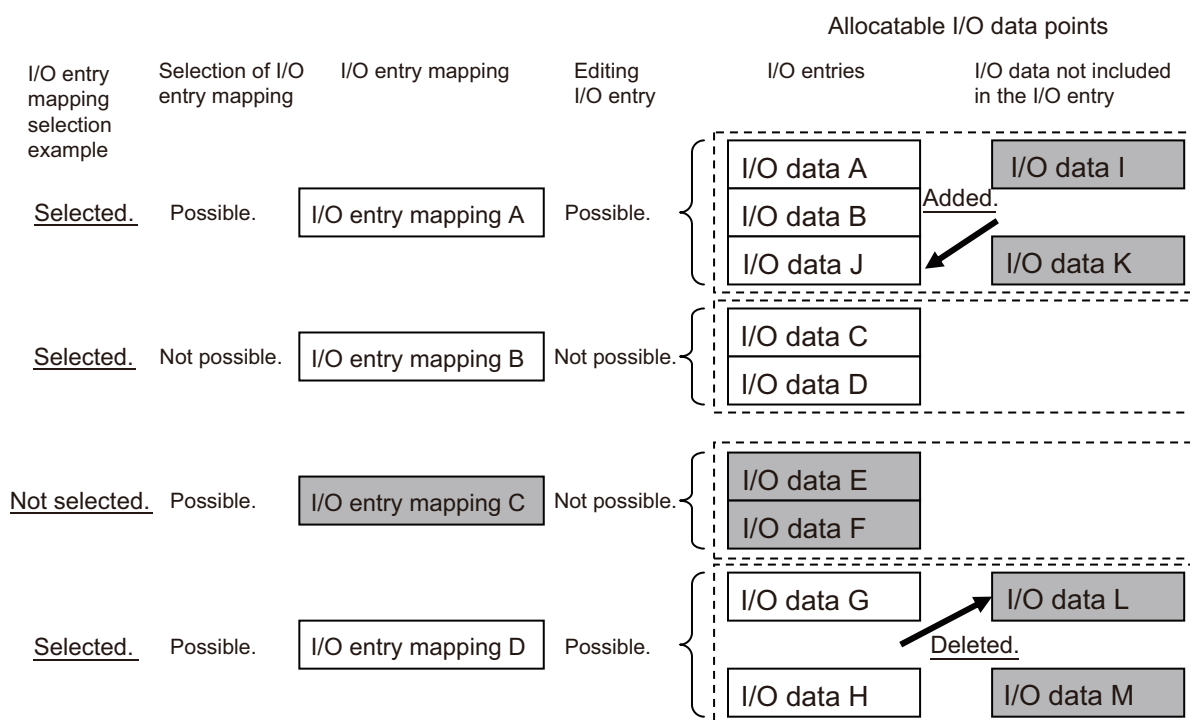 Allocatable I/O data points
I/O entry
mapping
selection
example
Selection of I/O
entry mapping
I/O entry mapping
Editing
I/O entry
I/O entries
I/O data not included
in the I/O entry
Selected.
Possible.
I/O entry mapping A
Possible.
I/O data A
I/O data B
I/O data J
Added.
I/O data I
I/O data K
Selected.
Not possible.
I/O entry mapping B
Not possible.
I/O data C
I/O data D
Not selected.
Possible.
I/O entry mapping C
Not possible.
I/O data E
I/O data F
Selected.
Possible.
I/O entry mapping D
Possible.
I/O data G
I/O data H
Deleted.
I/O data L
I/O data M